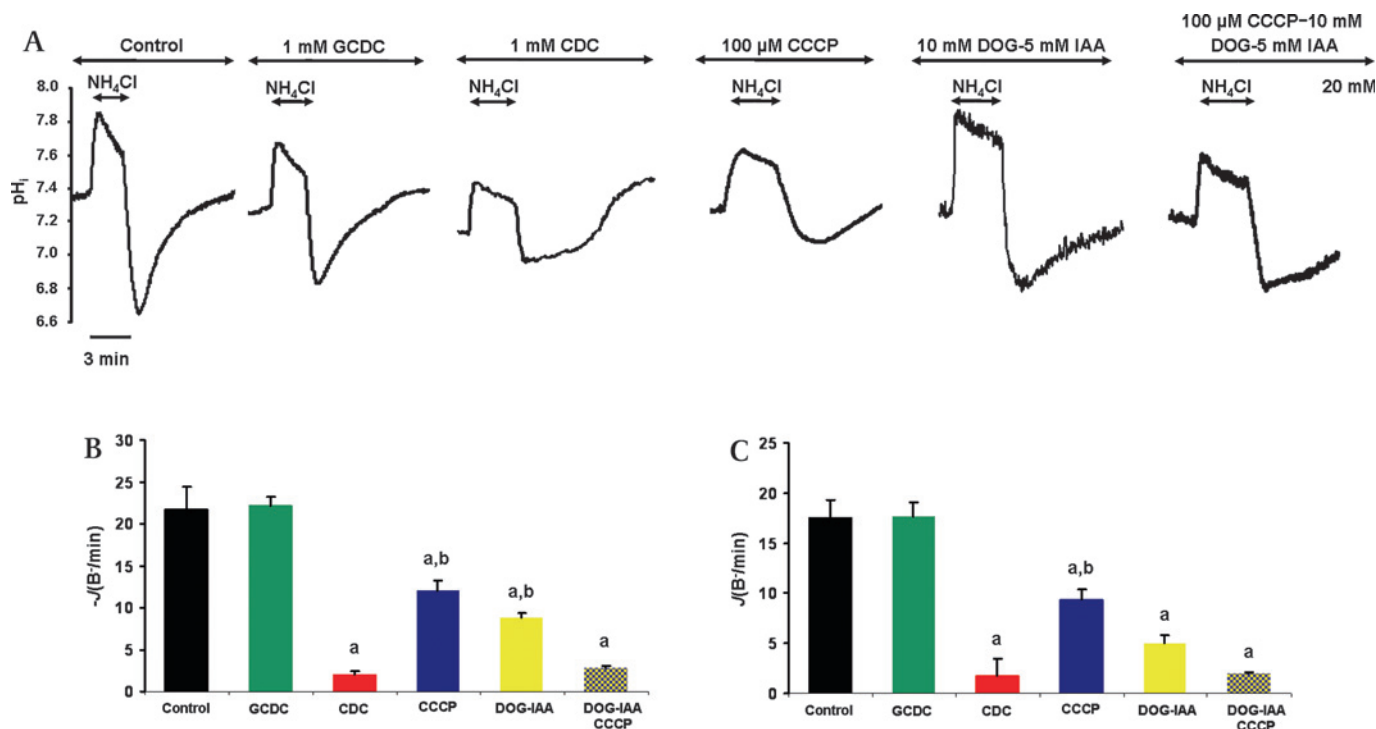 A
Control
1 mM GCDC
1 mM CDC
100 µM CCCP
10 mM DOG-5 mM IAA
100 µM CCCP–10 mM
DOG-5 mM IAA
NH₄Cl
NH₄Cl
NH₄Cl
NH₄Cl
NH₄Cl
NH₄Cl
20 mM
pHᵢ
8.0
7.8
7.6
7.4
7.2
7.0
6.8
6.6
3 min
B
-J(B⁻/min)
30
25
20
15
10
5
0
a
a,b
a,b
a
Control
GCDC
CDC
CCCP
DOG-IAA
DOG-IAA
CCCP
C
J(B⁻/min)
25
20
15
10
5
0
a
a,b
a
a
Control
GCDC
CDC
CCCP
DOG-IAA
DOG-IAA
CCCP